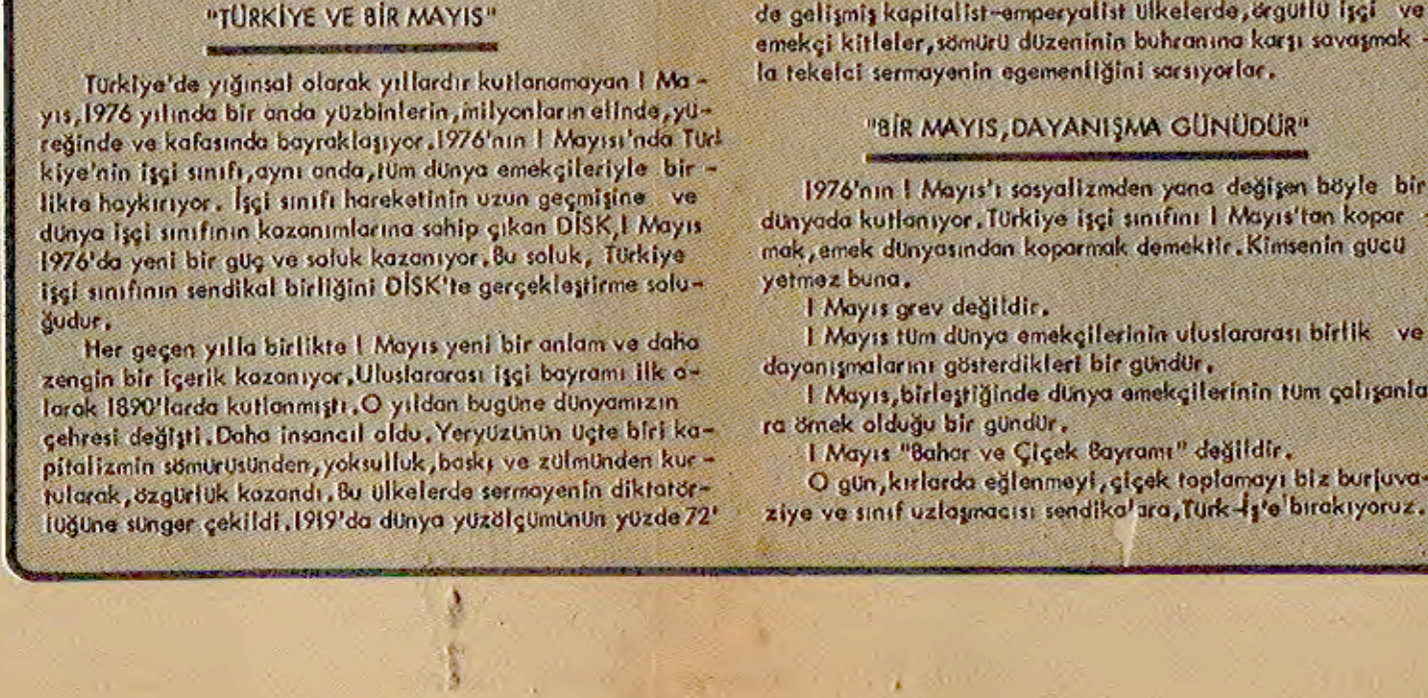 "TÜRKİYE VE BİR MAYIS"
Türkiye'de yığınsal olarak yıllardır kutlanamayan 1 Ma-
yıs,1976 yılında bir anda yüzbinlerin,milyonların elinde,yü-
reğinde ve kafasında bayraklaşıyor.1976'nın 1 Mayısı'nda Tür-
kiye'nin işçi sınıfı,aynı anda,tüm dünya emekçileriyle bir -
likte haykırıyor. İşçi sınıfı hareketinin uzun geçmişine ve
dünya işçi sınıfının kazanımlarına sahip çıkan DİSK,1 Mayıs
1976'da yeni bir güç ve soluk kazanıyor.Bu soluk, Türkiye
işçi sınıfının sendikal birliğini DİSK'te gerçekleştirme solu-
ğudur.
Her geçen yılla birlikte 1 Mayıs yeni bir anlam ve daha
zengin bir içerik kazanıyor.Uluslararası işçi bayramı ilk o-
larak 1890'larda kutlanmıştı.O yıldan bugüne dünyamızın
çehresi değişti.Daha insancıl oldu.Yeryüzünün üçte biri ka-
pitalizmin sömürüsünden,yoksulluk,baskı ve zülmünden kur -
tularak,özgürlük kazandı.Bu ülkelerde sermayenin diktatör-
lüğüne sünger çekildi.1919'da dünya yüzölçümünün yüzde 72'
de gelişmiş kapitalist-emperyalist ülkelerde,örgütlü işçi ve
emekçi kitleler,sömürü düzeninin buhranına karşı savaşmak -
la tekelci sermayenin egemenliğini sarsıyorlar.
"BİR MAYIS,DAYANIŞMA GÜNÜDÜR"
1976'nın 1 Mayıs'ı sosyalizmden yana değişen böyle bir
dünyada kutlanıyor.Türkiye işçi sınıfını 1 Mayıs'tan kopar
mak,emek dünyasından koparmak demektir.Kimsenin gücü
yetmez buna.
1 Mayıs grev değildir.
1 Mayıs tüm dünya emekçilerinin uluslararası birlik ve
dayanışmalarını gösterdikleri bir gündür.
1 Mayıs,birleştiğinde dünya emekçilerinin tüm çalışanla
ra örnek olduğu bir gündür.
1 Mayıs "Bahar ve Çiçek Bayramı" değildir.
O gün,kırlarda eğlenmeyi,çiçek toplamayı biz burjuva-
ziye ve sınıf uzlaşmacısı sendikalara,Türk-İş'e bırakıyoruz.